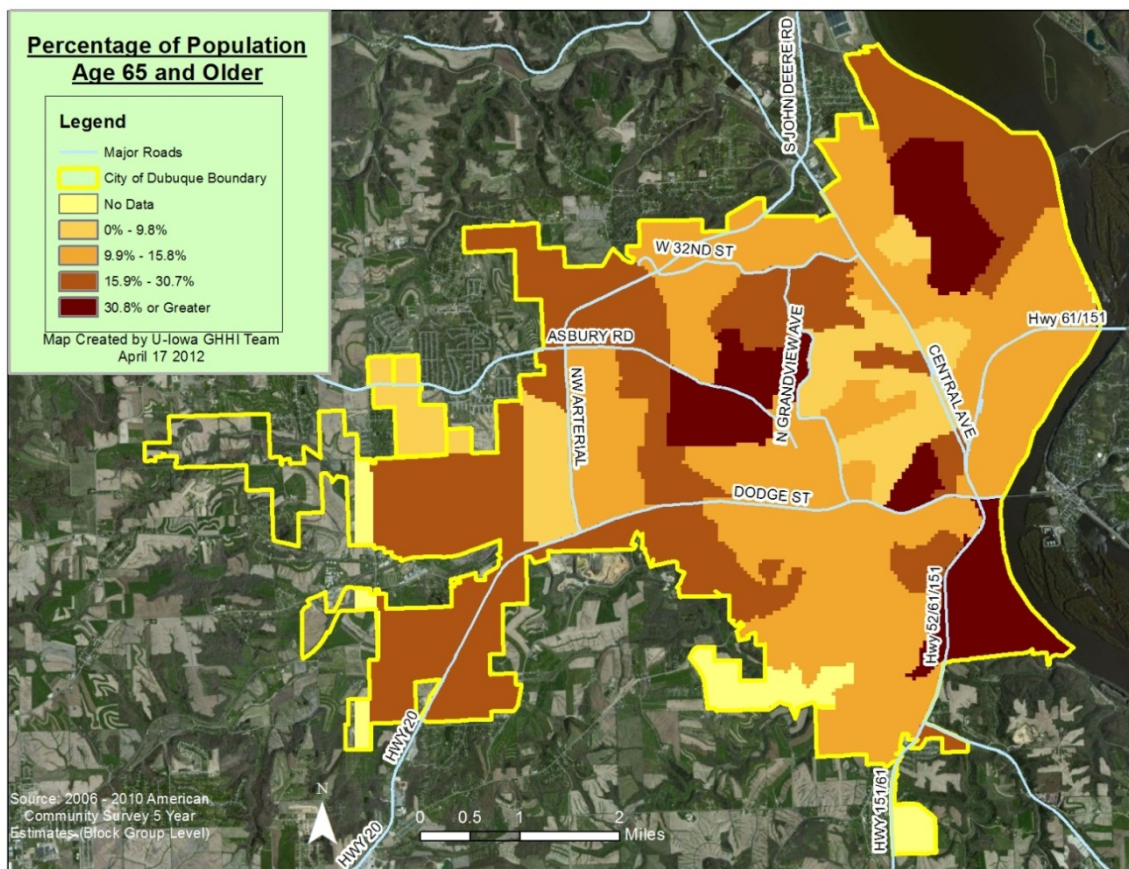 Percentage of Population
Age 65 and Older
Legend
Major Roads
City of Dubuque Boundary
No Data
0% - 9.8%
9.9% - 15.8%
15.9% - 30.7%
30.8% or Greater
Map Created by U-Iowa GHHI Team
April 17 2012
S JOHN DEERE RD
W 32ND ST
Hwy 61/151
ASBURY RD
N GRANDVIEW AVE
NW ARTERIAL
CENTRAL AVE
DODGE ST
Hwy 52/61/151
HWY 20
HWY 151/61
HWY 20
Source: 2006 - 2010 American
Community Survey 5 Year
Estimates (Block Group Level)
N
0 0.5 1 2
Miles